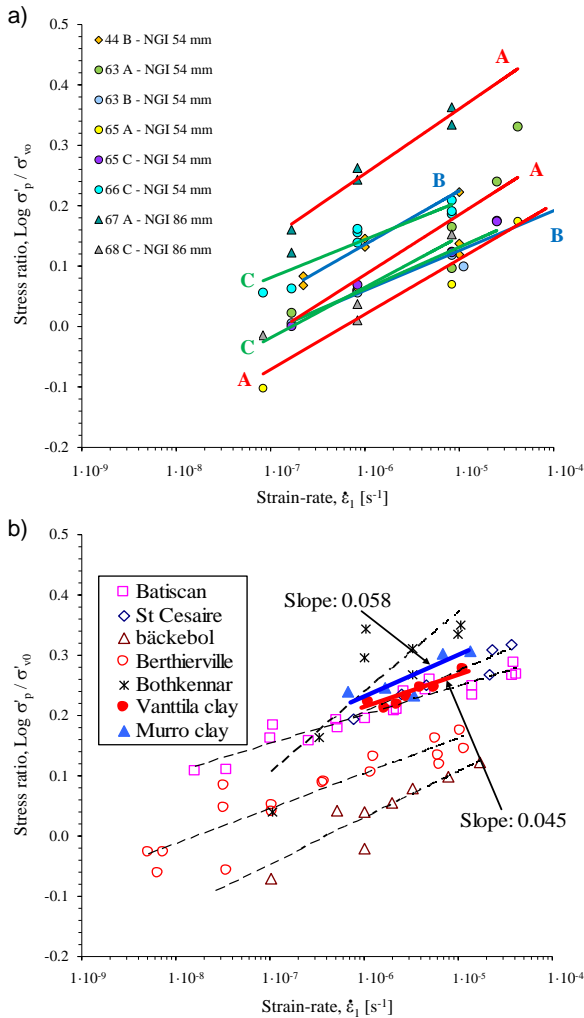 a)
Stress ratio, Log σ'p / σ'vo
0.5
0.4
0.3
0.2
0.1
0.0
-0.1
-0.2
44 B - NGI 54 mm
63 A - NGI 54 mm
63 B - NGI 54 mm
65 A - NGI 54 mm
65 C - NGI 54 mm
66 C - NGI 54 mm
67 A - NGI 86 mm
68 C - NGI 86 mm
A
B
A
C
B
C
A
1·10-9 1·10-8 1·10-7 1·10-6 1·10-5 1·10-4
Strain-rate, ε̇1 [s-1]
b)
Stress ratio, Log σ'p / σ'v0
0.5
0.4
0.3
0.2
0.1
0.0
-0.1
-0.2
Batiscan
St Cesaire
bäckebol
Berthierville
Bothkennar
Vanttila clay
Murro clay
Slope: 0.058
Slope: 0.045
1·10-9 1·10-8 1·10-7 1·10-6 1·10-5 1·10-4
Strain-rate, ε̇1 [s-1]